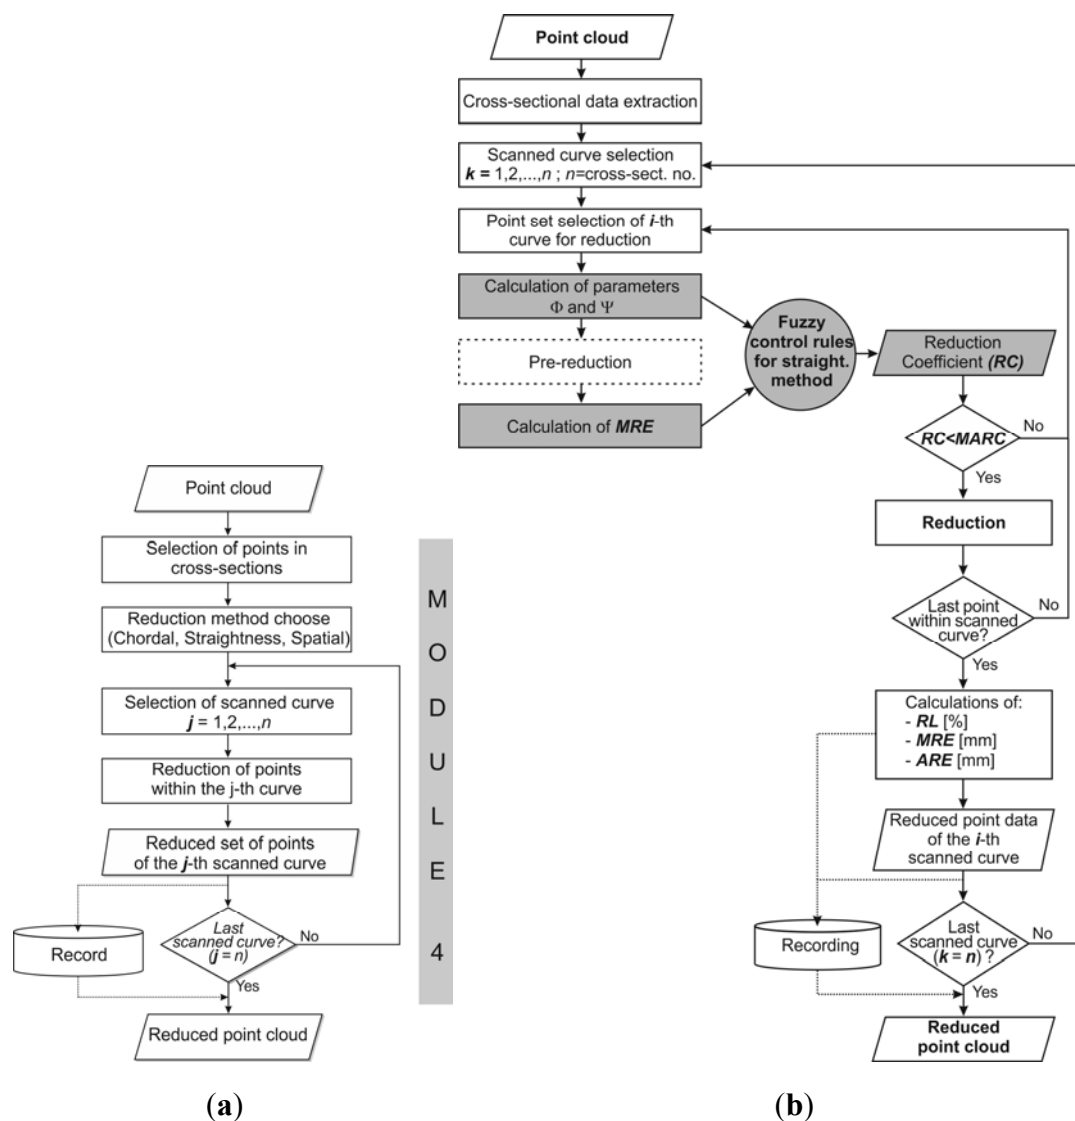 Point cloud
Selection of points in
cross-sections
Reduction method choose
(Chordal, Straightness, Spatial)
Selection of scanned curve
j = 1,2,...,n
Reduction of points
within the j-th curve
Reduced set of points
of the j-th scanned curve
Last
scanned curve?
(j = n)
No
Yes
Record
Reduced point cloud
M
O
D
U
L
E
4
(a)
Point cloud
Cross-sectional data extraction
Scanned curve selection
k = 1,2,...,n ; n=cross-sect. no.
Point set selection of i-th
curve for reduction
Calculation of parameters
Φ and Ψ
Pre-reduction
Calculation of MRE
Fuzzy
control rules
for straight.
method
Reduction
Coefficient (RC)
RC<MARC
No
Yes
Reduction
Last point
within scanned
curve?
No
Yes
Calculations of:
- RL [%]
- MRE [mm]
- ARE [mm]
Reduced point data
of the i-th
scanned curve
Recording
Last
scanned curve
(k = n) ?
No
Yes
Reduced
point cloud
(b)